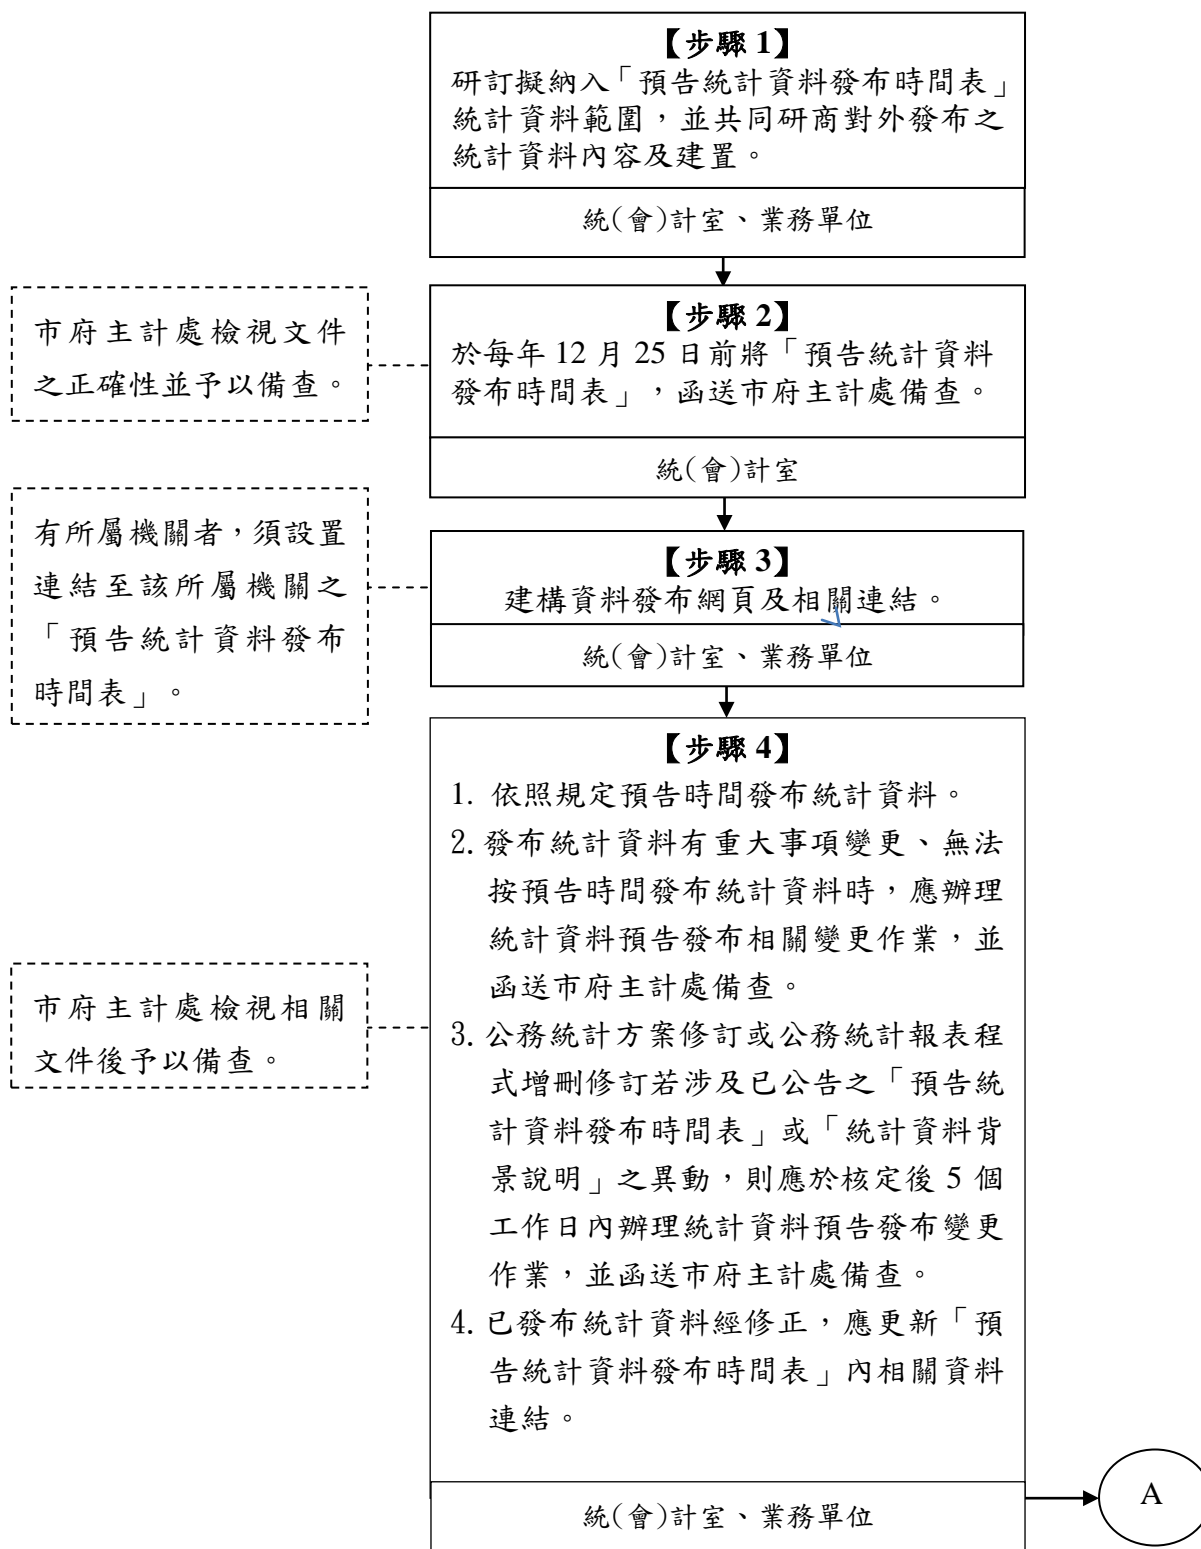 【步驟 1】
研訂擬納入「預告統計資料發布時間表」
統計資料範圍，並共同研商對外發布之
統計資料內容及建置。
統(會)計室、業務單位
市府主計處檢視文件
之正確性並予以備查。
【步驟 2】
於每年 12 月 25 日前將「預告統計資料
發布時間表」，函送市府主計處備查。
統(會)計室
有所屬機關者，須設置
連結至該所屬機關之
「預告統計資料發布
時間表」。
【步驟 3】
建構資料發布網頁及相關連結。
統(會)計室、業務單位
【步驟 4】
1. 依照規定預告時間發布統計資料。
2. 發布統計資料有重大事項變更、無法
按預告時間發布統計資料時，應辦理
統計資料預告發布相關變更作業，並
函送市府主計處備查。
3. 公務統計方案修訂或公務統計報表程
式增刪修訂若涉及已公告之「預告統
計資料發布時間表」或「統計資料背
景說明」之異動，則應於核定後 5 個
工作日內辦理統計資料預告發布變更
作業，並函送市府主計處備查。
4. 已發布統計資料經修正，應更新「預
告統計資料發布時間表」內相關資料
連結。
市府主計處檢視相關
文件後予以備查。
統(會)計室、業務單位
A